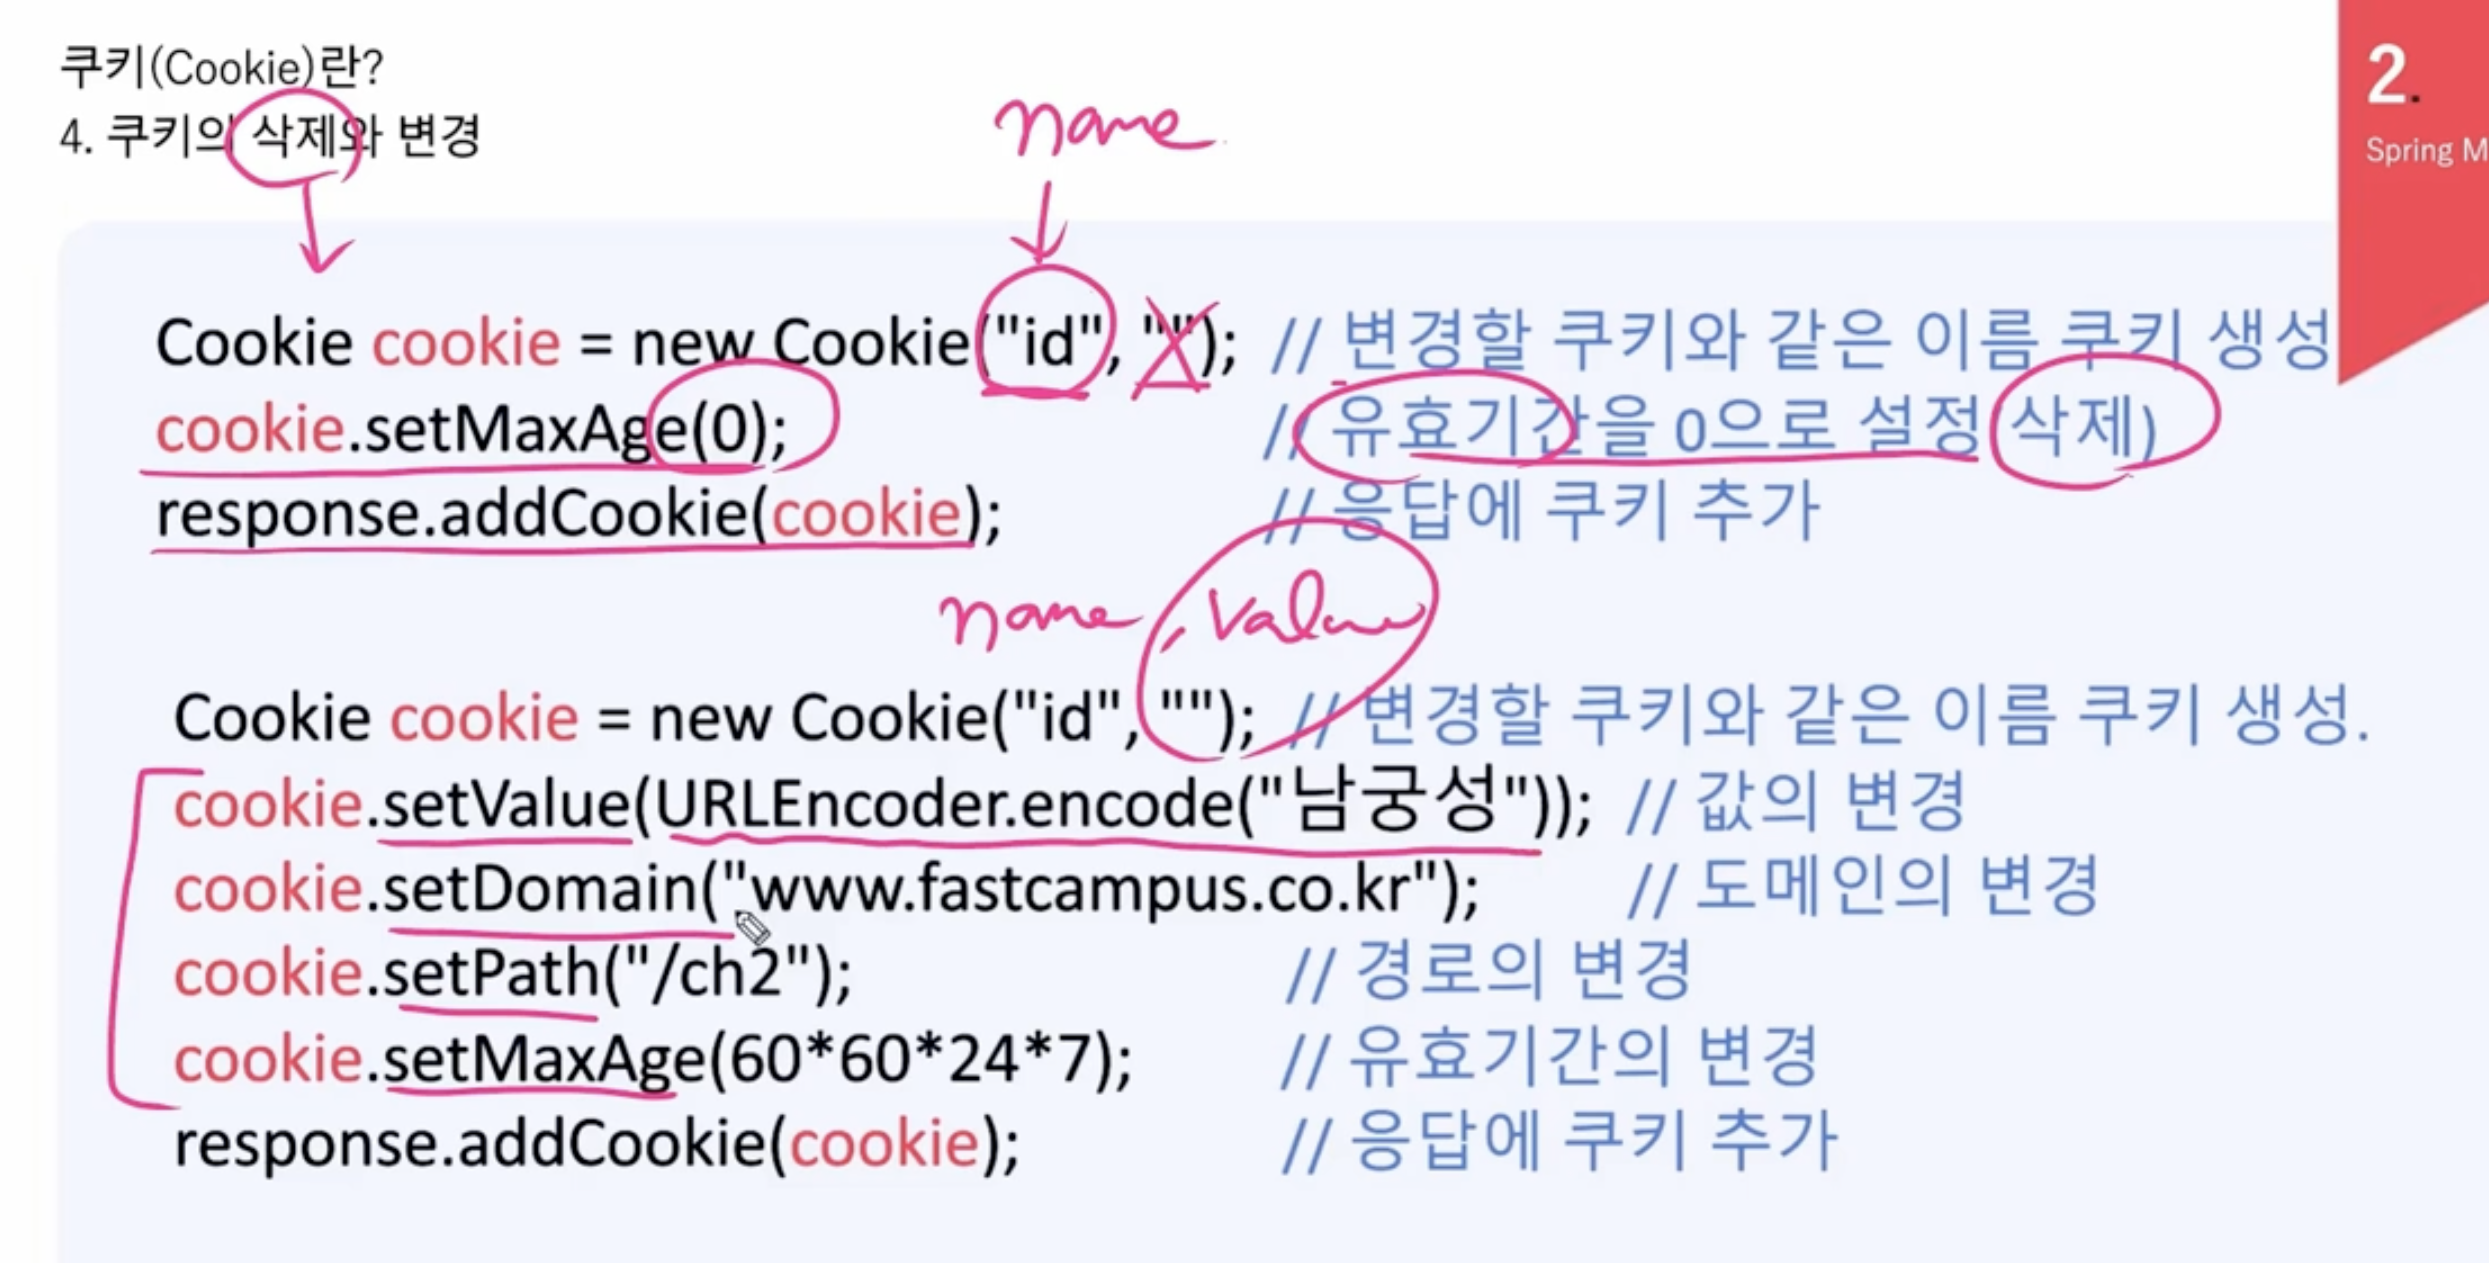 쿠키(Cookie)란?
4. 쿠키의 삭제와 변경
2.
Spring M
name
Cookie cookie = new Cookie("id", ""); // 변경할 쿠키와 같은 이름 쿠키 생성
cookie.setMaxAge(0); // 유효기간을 0으로 설정(삭제)
response.addCookie(cookie); // 응답에 쿠키 추가
name, value
Cookie cookie = new Cookie("id", ""); // 변경할 쿠키와 같은 이름 쿠키 생성.
cookie.setValue(URLEncoder.encode("남궁성")); // 값의 변경
cookie.setDomain("www.fastcampus.co.kr"); // 도메인의 변경
cookie.setPath("/ch2"); // 경로의 변경
cookie.setMaxAge(60*60*24*7); // 유효기간의 변경
response.addCookie(cookie); // 응답에 쿠키 추가